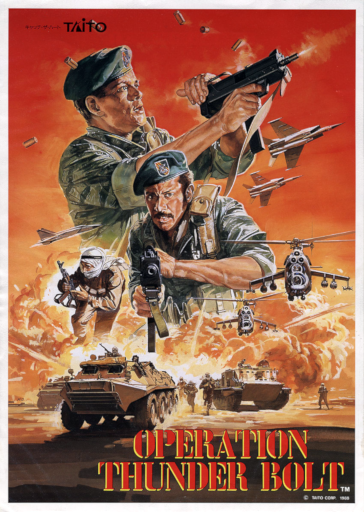 TAITO
OPERATION
THUNDER BOLT
TM
© TAITO CORP. 1988